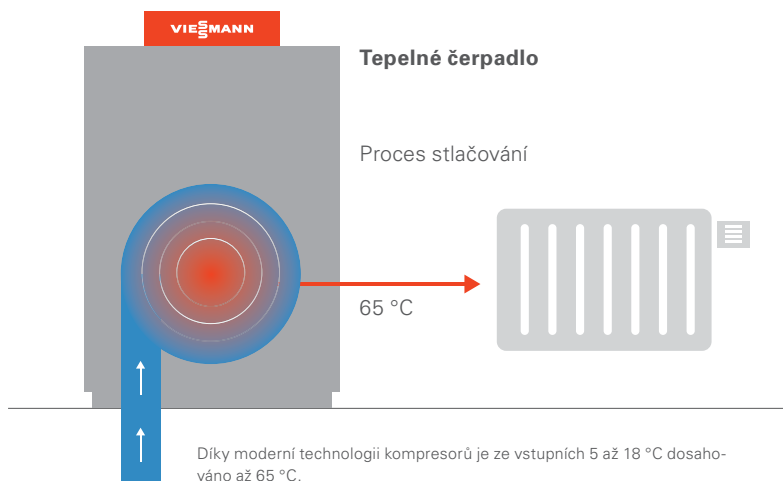 VIESSMANN
Tepelné čerpadlo
Proces stlačování
65 °C
Díky moderní technologii kompresorů je ze vstupních 5 až 18 °C dosaho-
váno až 65 °C.